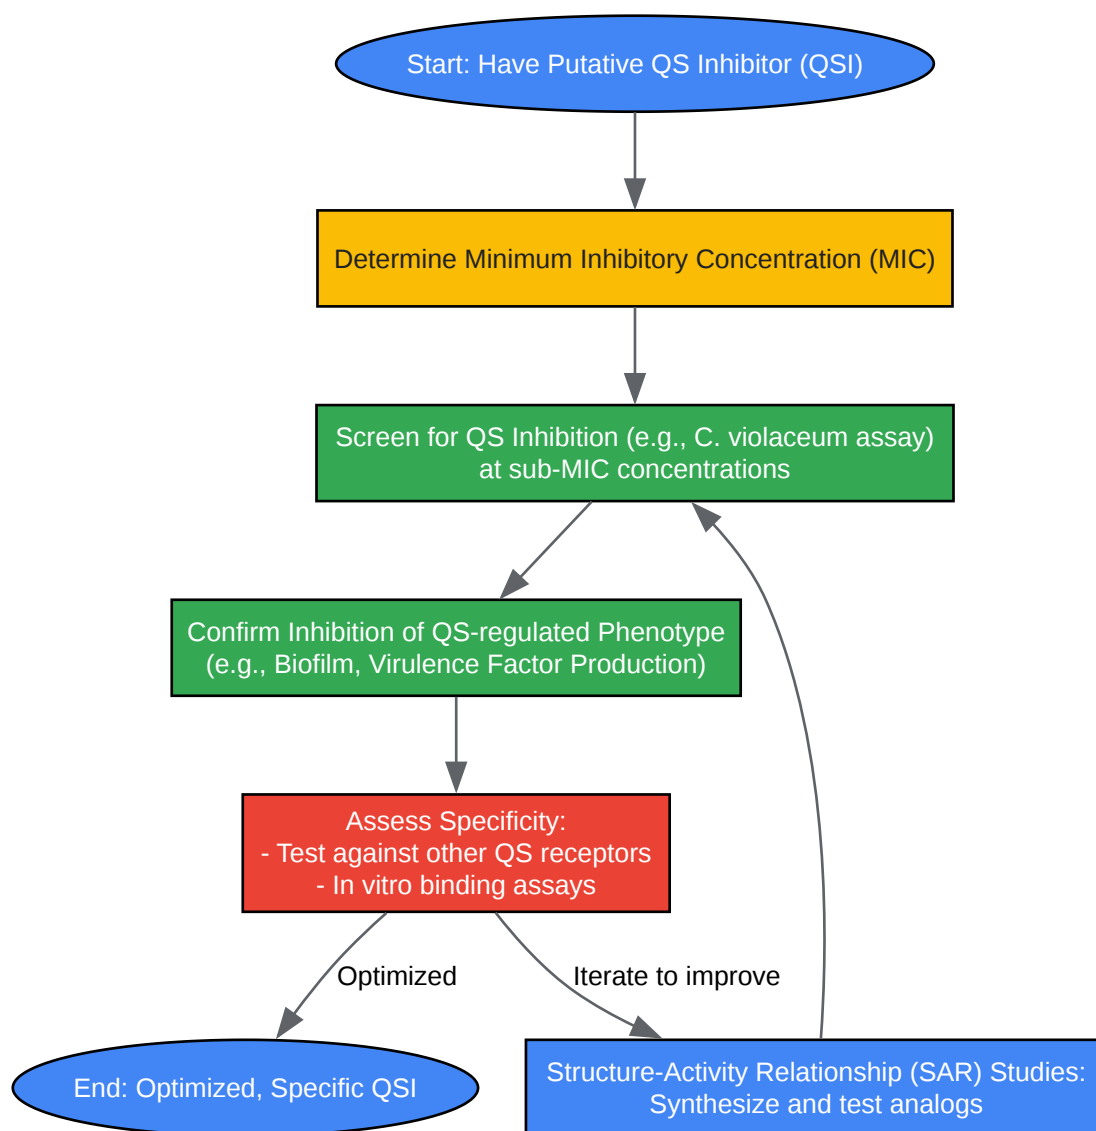 Start: Have Putative QS Inhibitor (QSI)
Determine Minimum Inhibitory Concentration (MIC)
Screen for QS Inhibition (e.g., C. violaceum assay)
at sub-MIC concentrations
Confirm Inhibition of QS-regulated Phenotype
(e.g., Biofilm, Virulence Factor Production)
Assess Specificity:
- Test against other QS receptors
- In vitro binding assays
Optimized
Iterate to improve
End: Optimized, Specific QSI
Structure-Activity Relationship (SAR) Studies:
Synthesize and test analogs